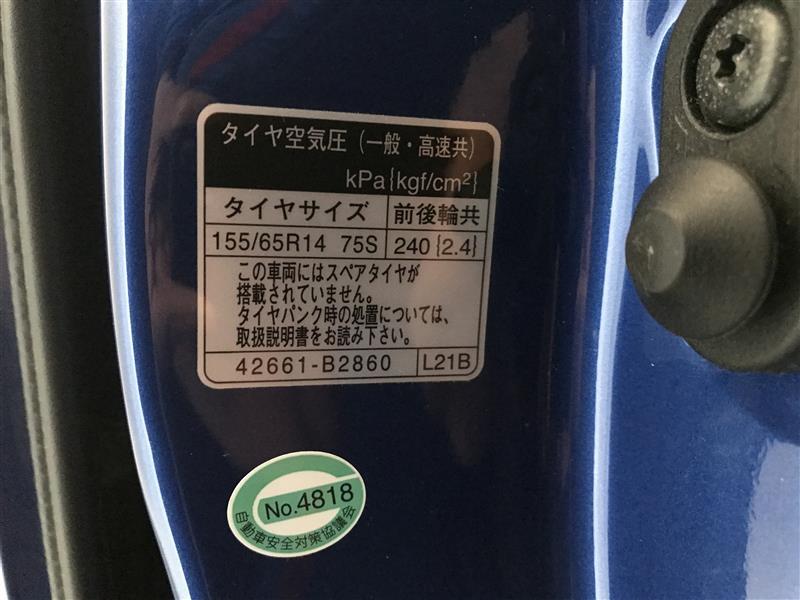 タイヤ空気圧（一般・高速共）
kPa{kgf/cm²}
タイヤサイズ 前後輪共
155/65R14 75S 240{2.4}
この車両にはスペアタイヤが
搭載されていません。
タイヤパンク時の処置については、
取扱説明書をお読み下さい。
42661-B2860 L21B
No.4818
自動車安全対策協議会